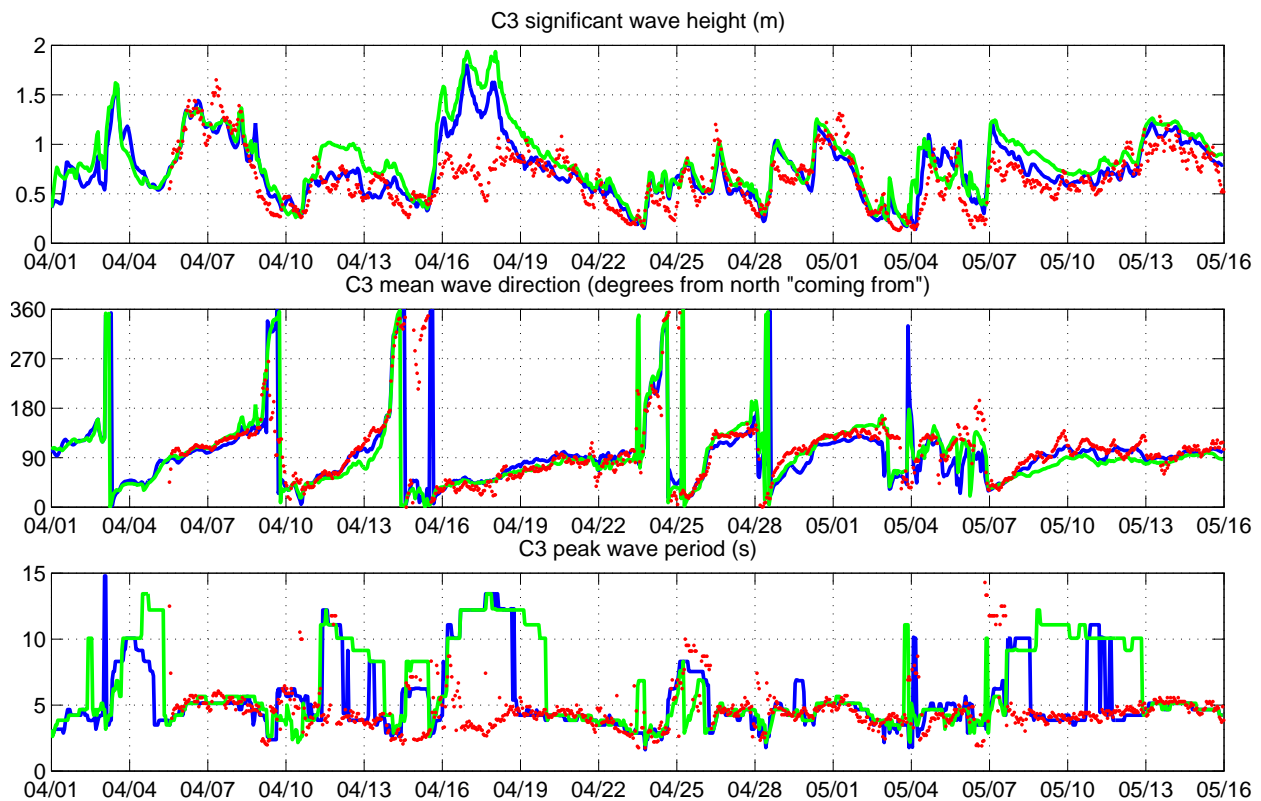 C3 significant wave height (m)
2
1.5
1
0.5
0
04/01 04/04 04/07 04/10 04/13 04/16 04/19 04/22 04/25 04/28 05/01 05/04 05/07 05/10 05/13 05/16
C3 mean wave direction (degrees from north "coming from")
360
270
180
90
0
04/01 04/04 04/07 04/10 04/13 04/16 04/19 04/22 04/25 04/28 05/01 05/04 05/07 05/10 05/13 05/16
C3 peak wave period (s)
15
10
5
0
04/01 04/04 04/07 04/10 04/13 04/16 04/19 04/22 04/25 04/28 05/01 05/04 05/07 05/10 05/13 05/16